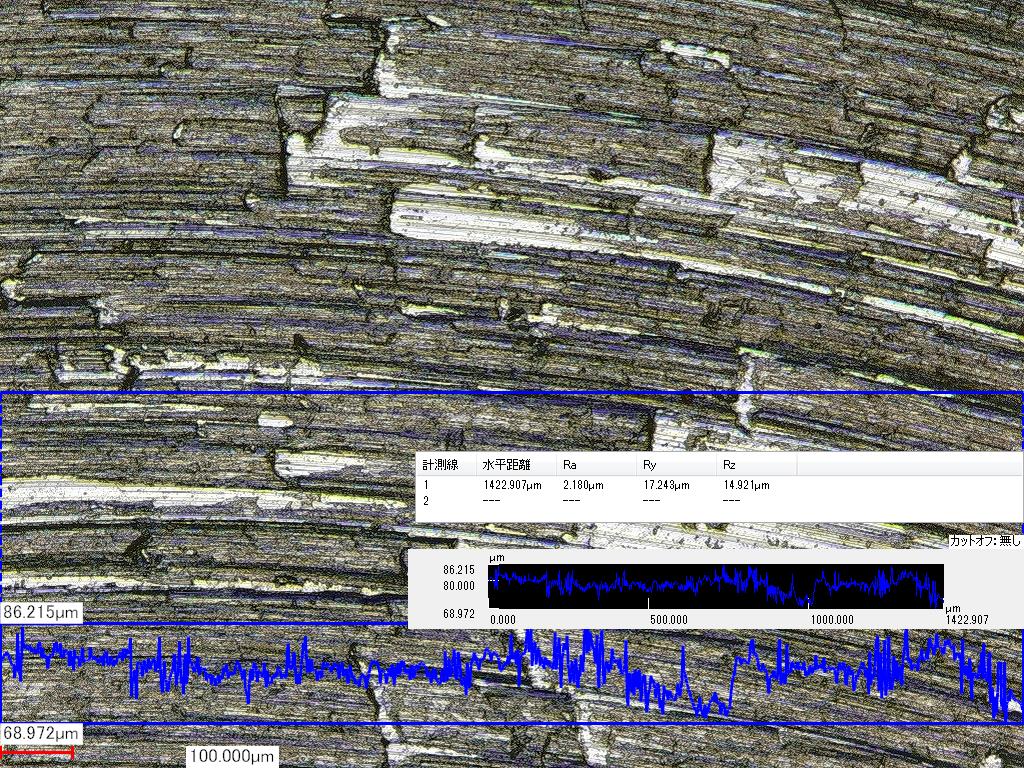 計測線 水平距離 Ra Ry Rz
1 1422.907μm 2.180μm 17.243μm 14.921μm
2 --- --- --- ---
カットオフ: 無し
μm
86.215
80.000
68.972
μm
0.000 500.000 1000.000 1422.907
86.215μm
68.972μm
100.000μm